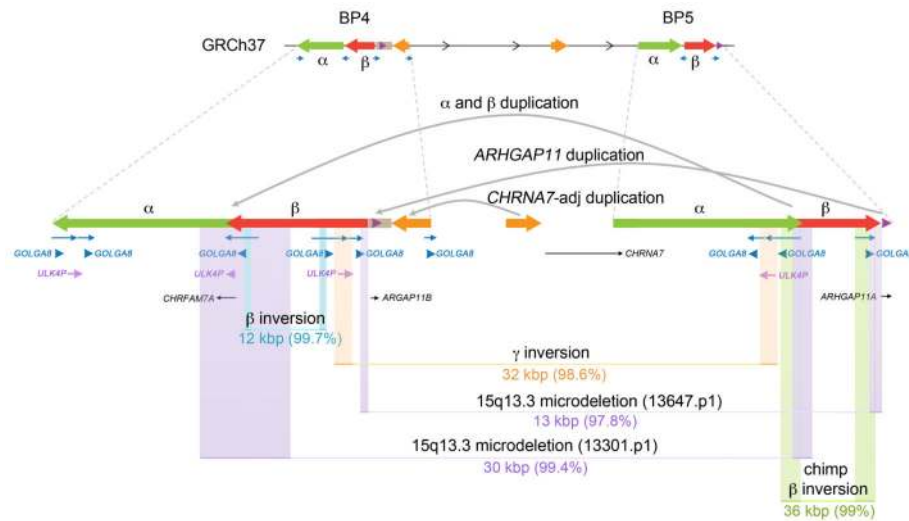 BP4 BP5
GRCh37
α β α β
α and β duplication
ARHGAP11 duplication
CHRNA7-adj duplication
α β α β
GOLGA8 GOLGA8 GOLGA8 GOLGA8 GOLGA8 GOLGA8 CHRNA7 GOLGA8 GOLGA8 GOLGA8
ULK4P ULK4P ULK4P ULK4P
CHRFAM7A ARGAP11B ARHGAP11A
β inversion
12 kbp (99.7%)
γ inversion
32 kbp (98.6%)
15q13.3 microdeletion (13647.p1)
13 kbp (97.8%)
15q13.3 microdeletion (13301.p1)
30 kbp (99.4%)
chimp
β inversion
36 kbp (99%)